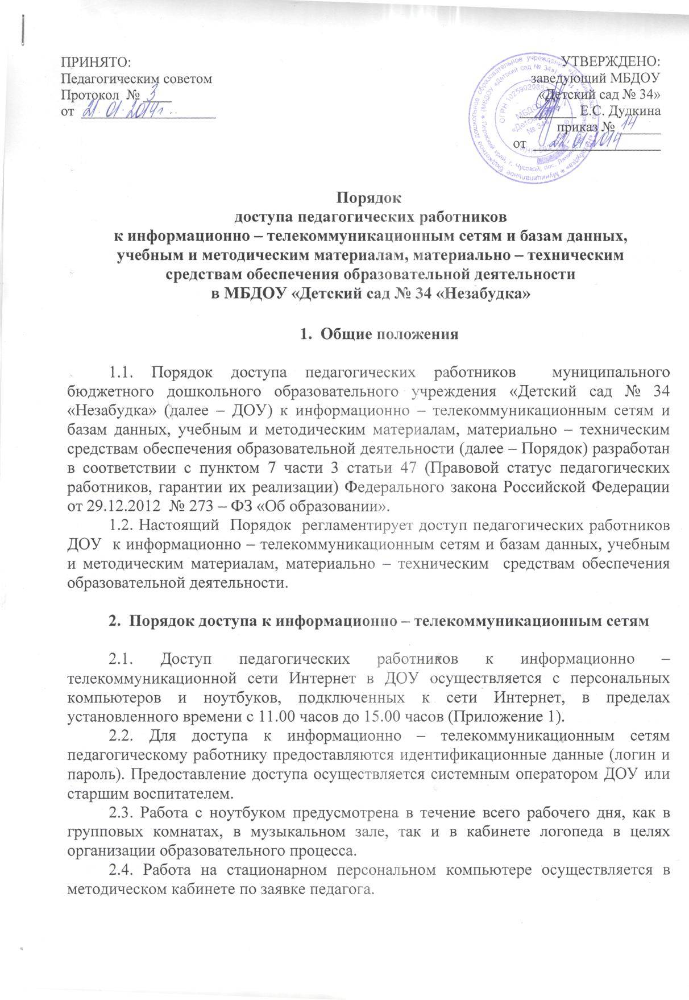 ПРИНЯТО:
Педагогическим советом
Протокол № 3
от 21.01.2014г.
УТВЕРЖДЕНО:
заведующий МБДОУ
«Детский сад № 34»
Е.С. Дудкина
приказ № 14
от 22.01.2014
Порядок
доступа педагогических работников
к информационно – телекоммуникационным сетям и базам данных,
учебным и методическим материалам, материально – техническим
средствам обеспечения образовательной деятельности
в МБДОУ «Детский сад № 34 «Незабудка»
1. Общие положения
1.1. Порядок доступа педагогических работников муниципального
бюджетного дошкольного образовательного учреждения «Детский сад № 34
«Незабудка» (далее – ДОУ) к информационно – телекоммуникационным сетям и
базам данных, учебным и методическим материалам, материально – техническим
средствам обеспечения образовательной деятельности (далее – Порядок) разработан
в соответствии с пунктом 7 части 3 статьи 47 (Правовой статус педагогических
работников, гарантии их реализации) Федерального закона Российской Федерации
от 29.12.2012 № 273 – ФЗ «Об образовании».
1.2. Настоящий Порядок регламентирует доступ педагогических работников
ДОУ к информационно – телекоммуникационным сетям и базам данных, учебным
и методическим материалам, материально – техническим средствам обеспечения
образовательной деятельности.
2. Порядок доступа к информационно – телекоммуникационным сетям
2.1. Доступ педагогических работников к информационно –
телекоммуникационной сети Интернет в ДОУ осуществляется с персональных
компьютеров и ноутбуков, подключенных к сети Интернет, в пределах
установленного времени с 11.00 часов до 15.00 часов (Приложение 1).
2.2. Для доступа к информационно – телекоммуникационным сетям
педагогическому работнику предоставляются идентификационные данные (логин и
пароль). Предоставление доступа осуществляется системным оператором ДОУ или
старшим воспитателем.
2.3. Работа с ноутбуком предусмотрена в течение всего рабочего дня, как в
групповых комнатах, в музыкальном зале, так и в кабинете логопеда в целях
организации образовательного процесса.
2.4. Работа на стационарном персональном компьютере осуществляется в
методическом кабинете по заявке педагога.